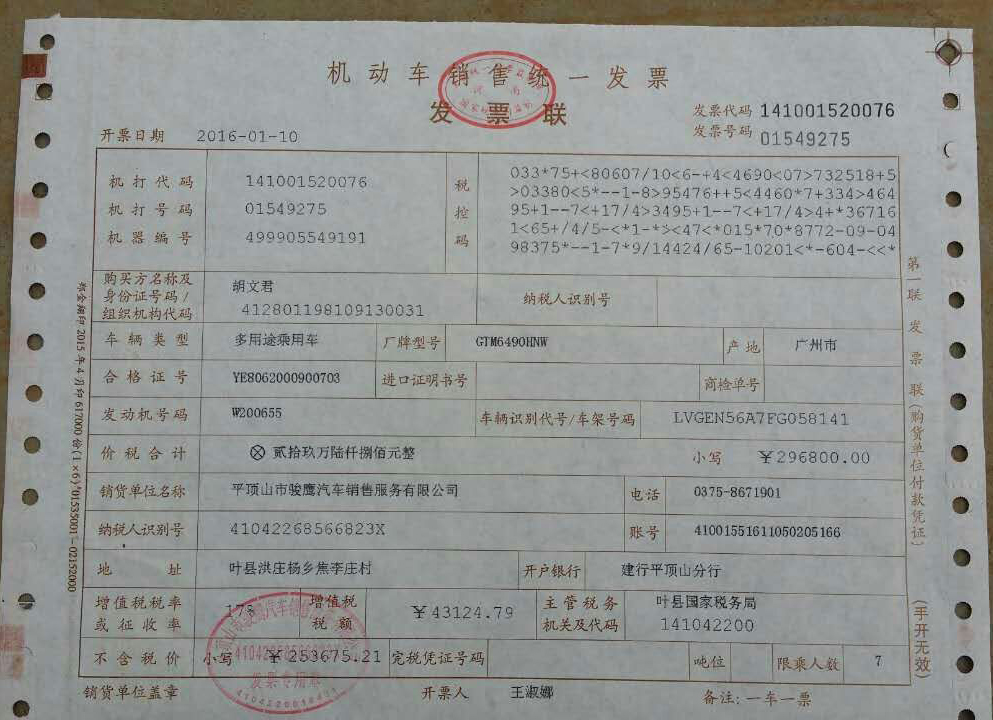 机动车销售统一发票
发票联
发票代码 141001520076
发票号码 01549275
开票日期 2016-01-10
机打代码 141001520076
机打号码 01549275
机器编号 499905549191
税控码
033*75+<80607/10<6-+4<4690<07>732518+5
>03380<5*--1-8>95476++5<4460*7+334>464
95+1--7<+17/4>3495+1--7<+17/4>4+*36716
1<65+/4/5-<*1-*><47<*015*70*8772-09-04
98375*--1-7*9/14424/65-10201<*-604-<<*
购买方名称及身份证号码/组织机构代码
胡文君
412801198109130031
纳税人识别号
车辆类型 多用途乘用车 厂牌型号 GTM6490HNW 产地 广州市
合格证号 YE8062000900703 进口证明书号 商检单号
发动机号码 W200655 车辆识别代号/车架号码 LVGEN56A7FG058141
价税合计 ⊗贰拾玖万陆仟捌佰元整 小写 ￥296800.00
销货单位名称 平顶山市骏鹰汽车销售服务有限公司 电话 0375-8671901
纳税人识别号 41042268566823X 账号 41001551611050205166
地址 叶县洪庄杨乡焦李庄村 开户银行 建行平顶山分行
增值税税率或征收率 17% 增值税税额 ￥43124.79 主管税务机关及代码 叶县国家税务局 141042200
不含税价 小写 ￥253675.21 完税凭证号码 吨位 限乘人数 7
销货单位盖章 开票人 王淑娜 备注:一车一票
第一联 发票联(购货单位付款凭证)
(手开无效)
发票专用章